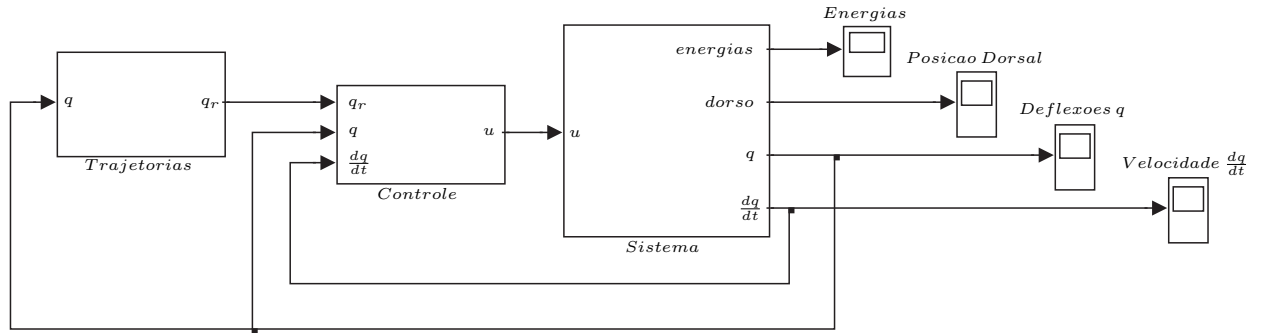 Energias
Posicao Dorsal
Deflexoes q
Velocidade dq/dt
q
q_r
Trajetorias
q_r
q
dq/dt
u
Controle
u
energias
dorso
q
dq/dt
Sistema